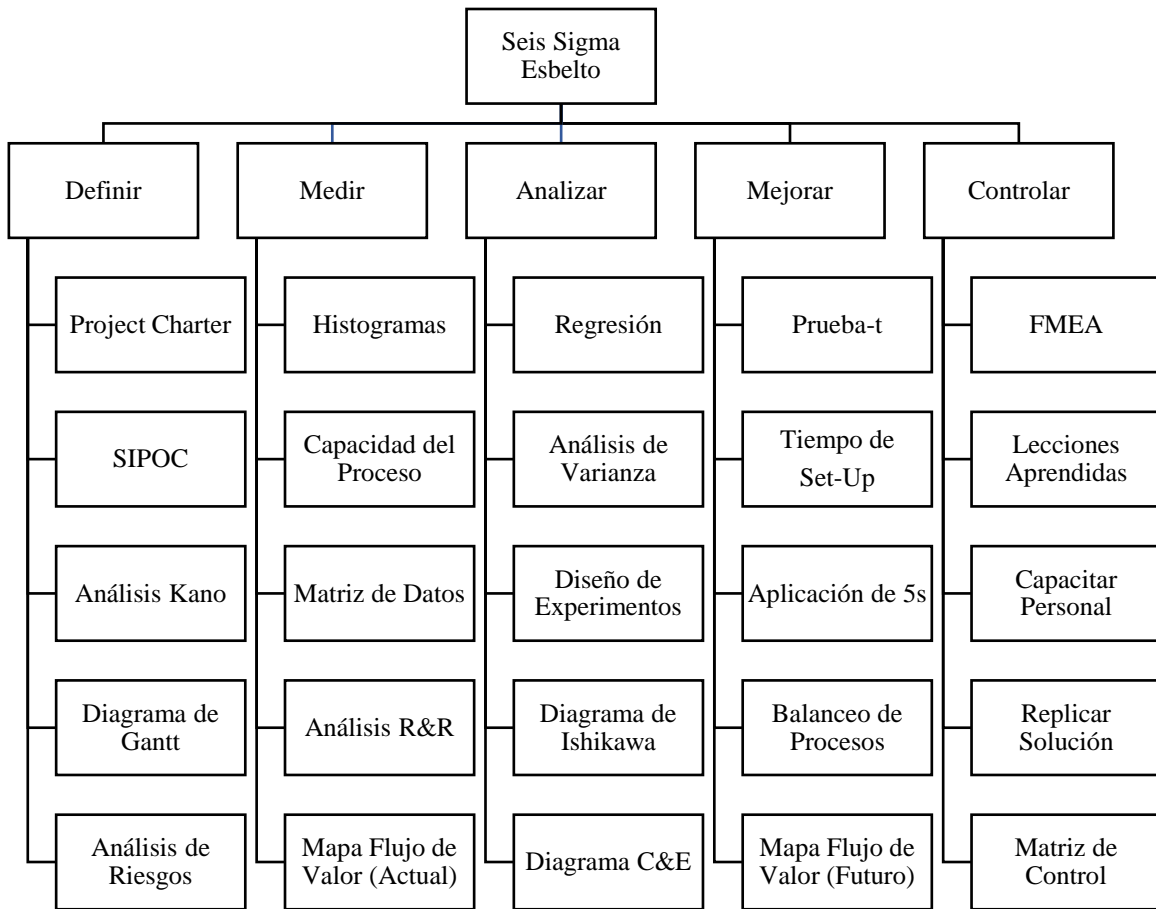 Seis Sigma
Esbelto
Definir
Medir
Analizar
Mejorar
Controlar
Project Charter
Histogramas
Regresión
Prueba-t
FMEA
SIPOC
Capacidad del
Proceso
Análisis de
Varianza
Tiempo de
Set-Up
Lecciones
Aprendidas
Análisis Kano
Matriz de Datos
Diseño de
Experimentos
Aplicación de 5s
Capacitar
Personal
Diagrama de
Gantt
Análisis R&R
Diagrama de
Ishikawa
Balanceo de
Procesos
Replicar
Solución
Análisis de
Riesgos
Mapa Flujo de
Valor (Actual)
Diagrama C&E
Mapa Flujo de
Valor (Futuro)
Matriz de
Control